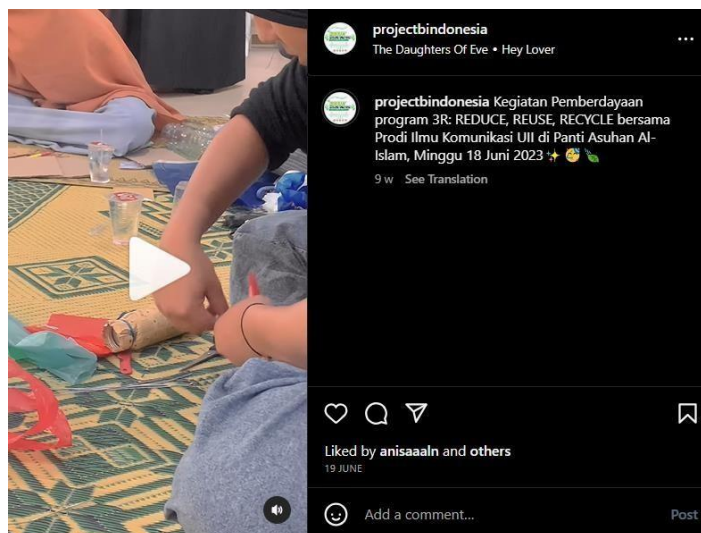 projectbindonesia
The Daughters Of Eve • Hey Lover
projectbindonesia Kegiatan Pemberdayaan
program 3R: REDUCE, REUSE, RECYCLE bersama
Prodi Ilmu Komunikasi UII di Panti Asuhan Al-
Islam, Minggu 18 Juni 2023✨ 🥳 🍃
9 w See Translation
Liked by anisaaaln and others
19 JUNE
Add a comment...
Post